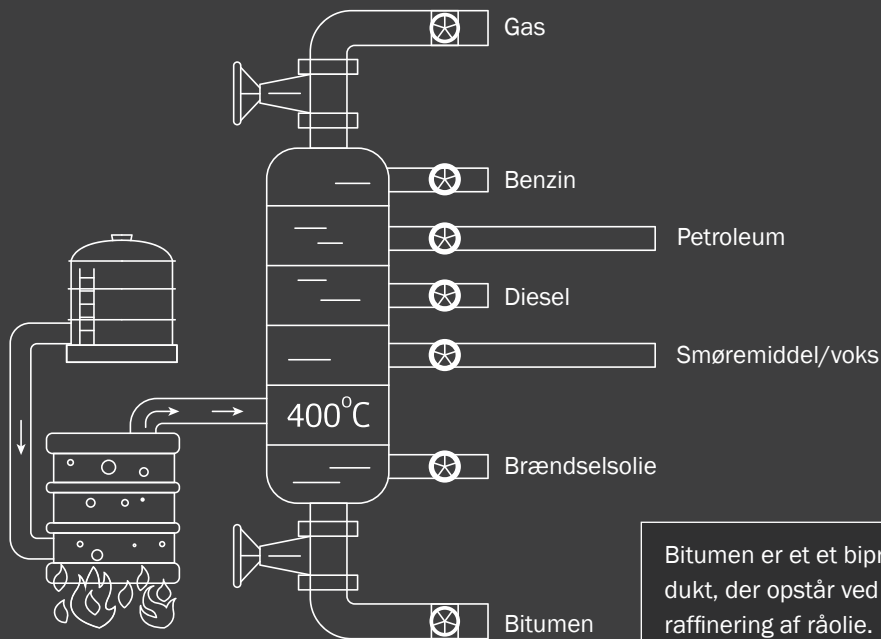 Gas
Benzin
Petroleum
Diesel
Smøremiddel/voks
400°C
Brændselsolie
Bitumen er et et bipr
dukt, der opstår ved
raffinering af råolie.
Bitumen